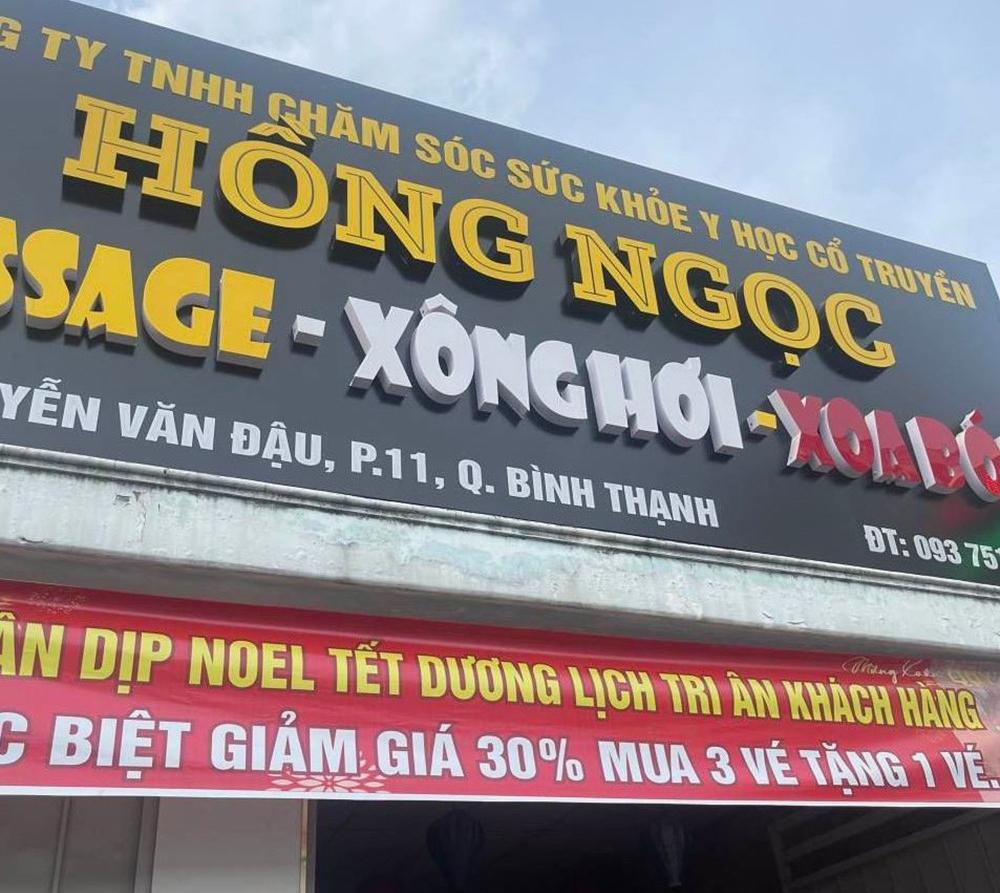 G TY TNHH CHĂM SÓC SỨC KHỎE Y HỌC CỔ TRUYỀN
HỒNG NGỌC
SSAGE - XÔNG HƠI - XOA BÓ
YỄN VĂN ĐẬU, P.11, Q. BÌNH THẠNH
ĐT: 093 751
ÂN DỊP NOEL TẾT DƯƠNG LỊCH TRI ÂN KHÁCH HÀNG
C BIỆT GIẢM GIÁ 30% MUA 3 VÉ TẶNG 1 VÉ..